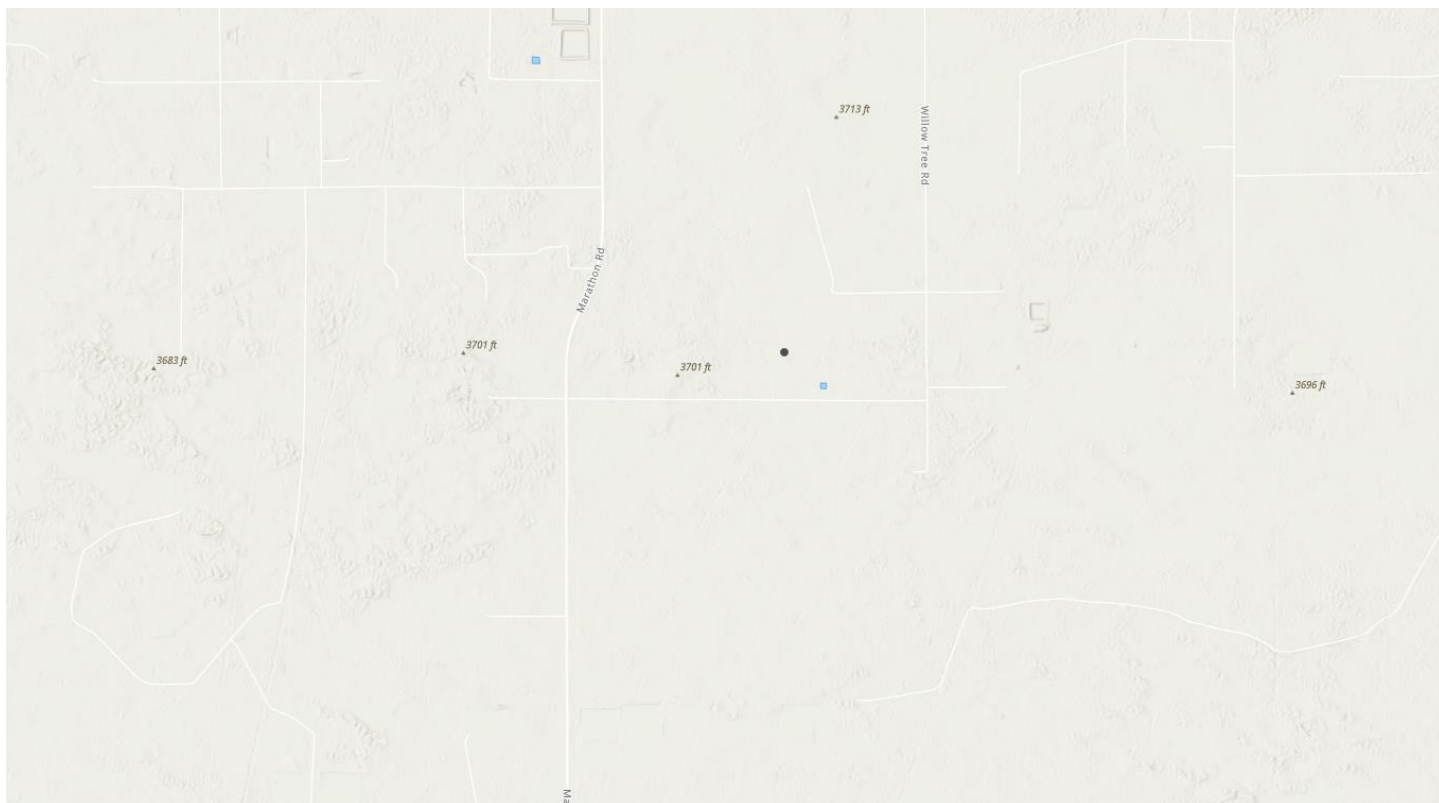 3713 ft
Willow Tree Rd
Marathon Rd
3683 ft
3701 ft
3701 ft
3696 ft
Ma